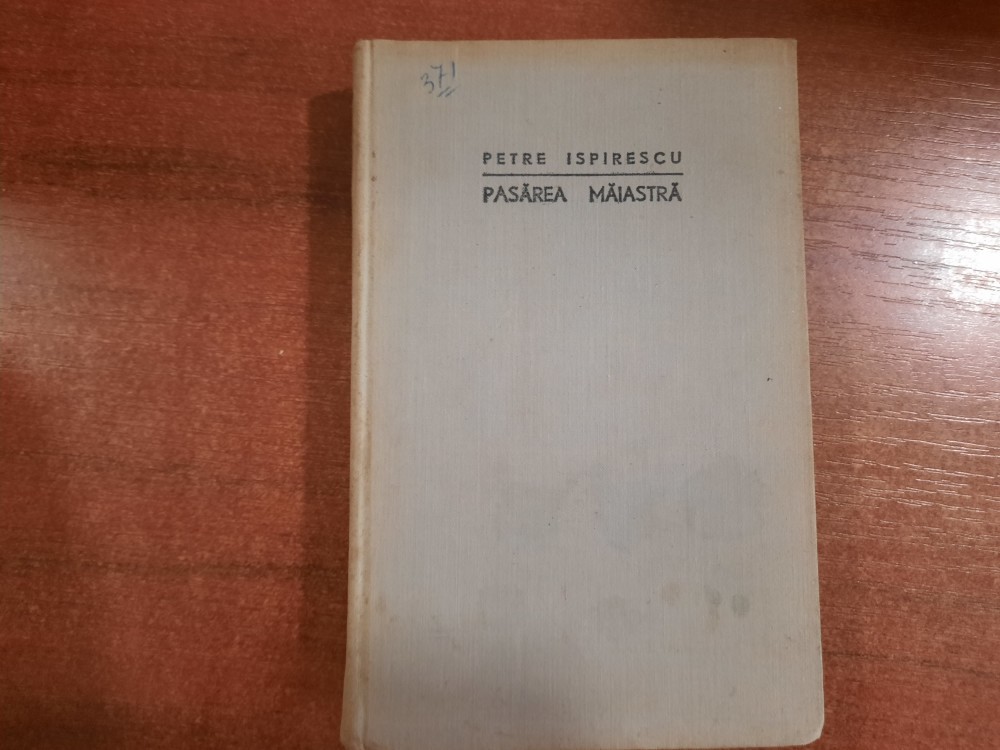 371
PETRE ISPIRESCU
PASĂREA MĂIASTRĂ